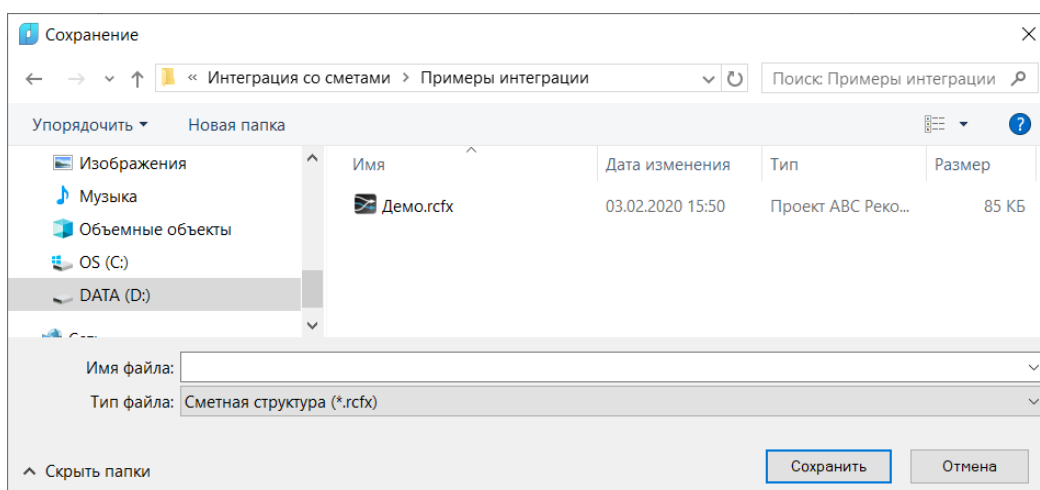 Сохранение
« Интеграция со сметами > Примеры интеграции
Поиск: Примеры интеграции
Упорядочить
Новая папка
?
Изображения
Музыка
Объемные объекты
OS (C:)
DATA (D:)
Имя
Дата изменения
Тип
Размер
Демо.rcfx
03.02.2020 15:50
Проект ABC Реко...
85 КБ
Имя файла:
Тип файла: Сметная структура (*.rcfx)
Скрыть папки
Сохранить
Отмена